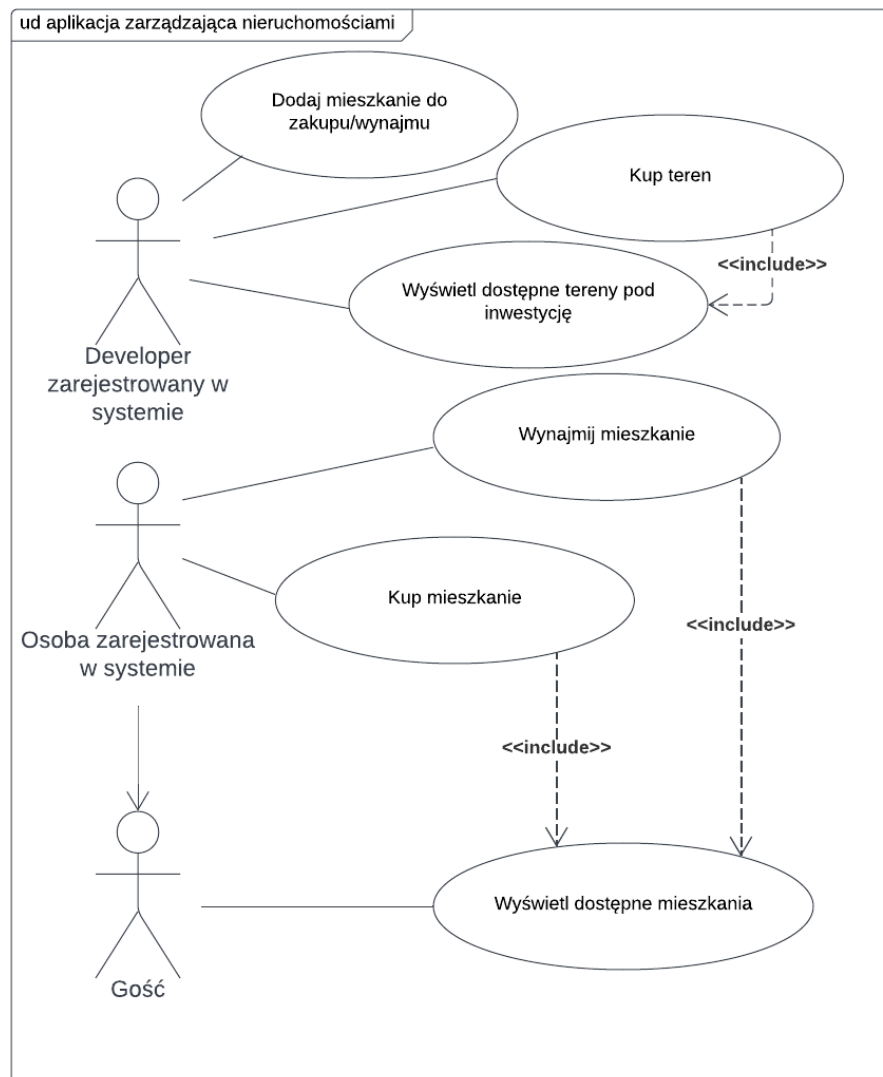 ud aplikacja zarządzająca nieruchomościami
Dodaj mieszkanie do
zakupu/wynajmu
Kup teren
<<include>>
Wyświetl dostępne tereny pod
inwestycję
Developer
zarejestrowany w
systemie
Wynajmij mieszkanie
Kup mieszkanie
<<include>>
Osoba zarejestrowana
w systemie
<<include>>
Wyświetl dostępne mieszkania
Gość